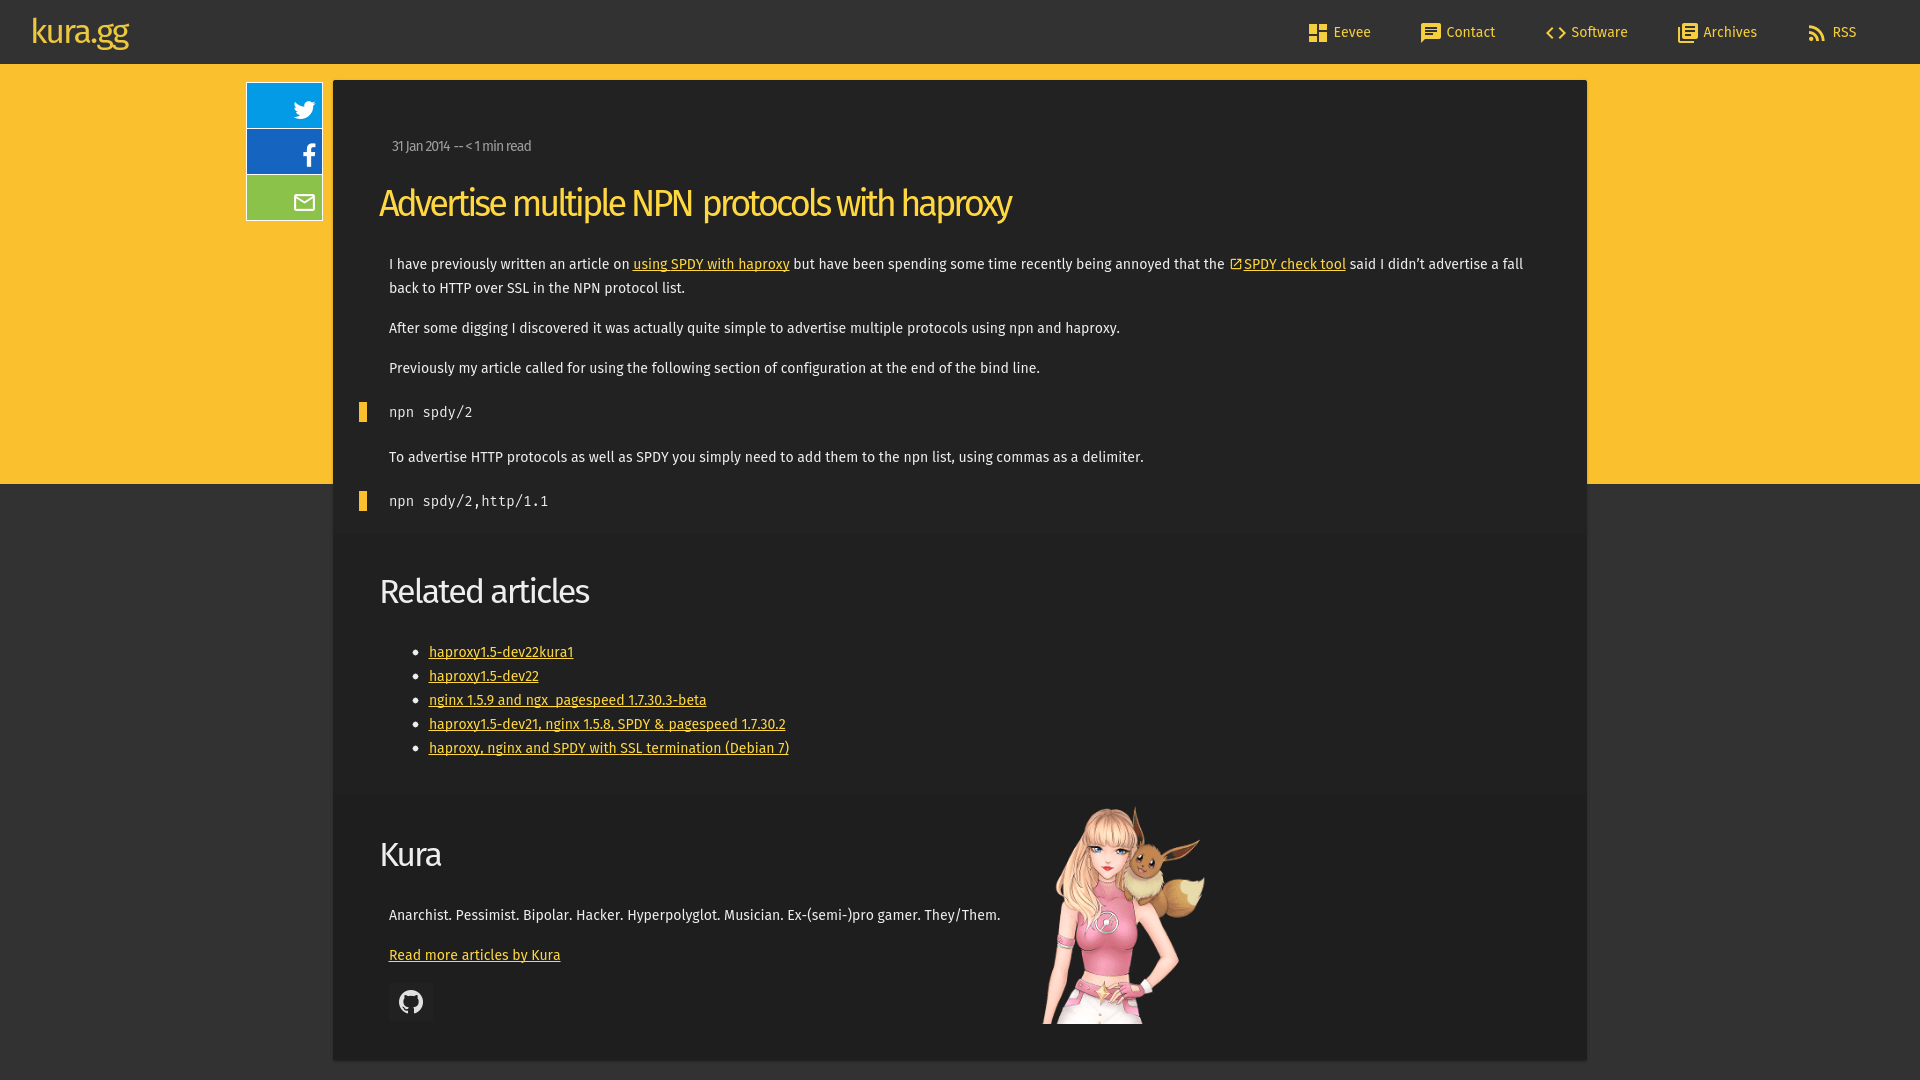 kura.gg
Eevee
Contact
Software
Archives
RSS
31 Jan 2014 -- < 1 min read
Advertise multiple NPN protocols with haproxy
I have previously written an article on using SPDY with haproxy but have been spending some time recently being annoyed that the SPDY check tool said I didn’t advertise a fall
back to HTTP over SSL in the NPN protocol list.
After some digging I discovered it was actually quite simple to advertise multiple protocols using npn and haproxy.
Previously my article called for using the following section of configuration at the end of the bind line.
npn spdy/2
To advertise HTTP protocols as well as SPDY you simply need to add them to the npn list, using commas as a delimiter.
npn spdy/2,http/1.1
Related articles
haproxy1.5-dev22kura1
haproxy1.5-dev22
nginx 1.5.9 and ngx_pagespeed 1.7.30.3-beta
haproxy1.5-dev21, nginx 1.5.8, SPDY & pagespeed 1.7.30.2
haproxy, nginx and SPDY with SSL termination (Debian 7)
Kura
Anarchist. Pessimist. Bipolar. Hacker. Hyperpolyglot. Musician. Ex-(semi-)pro gamer. They/Them.
Read more articles by Kura